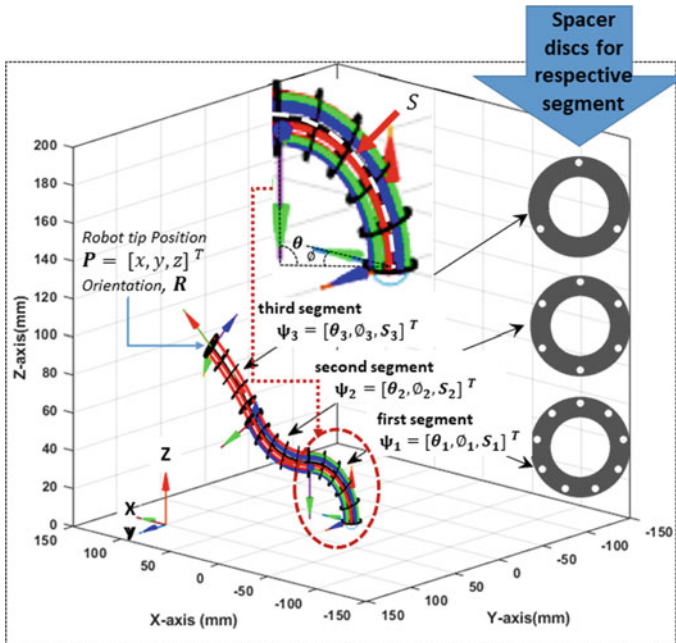 Spacer
discs for
respective
segment
S
θ
ϕ
Robot tip Position
P = [x, y, z] T
Orientation, R
third segment
Ψ3 = [θ3, ∅3, S3] T
second segment
Ψ2 = [θ2, ∅2, S2] T
first segment
Ψ1 = [θ1, ∅1, S1] T
Z
X
y
Z-axis(mm)
200
180
160
140
120
100
80
60
40
20
0
150
100
50
0
-50
-100
-150
X-axis (mm)
150
100
50
0
-50
-100
-150
Y-axis(mm)